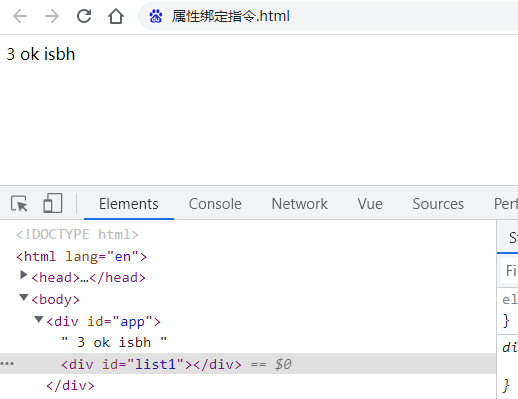 属性绑定指令.html
3 ok isbh
Elements Console Network Vue Sources Perf
<!DOCTYPE html>
<html lang="en">
<head>…</head>
<body>
<div id="app">
" 3 ok isbh "
<div id="list1"></div> == $0
</div>
St
Fi
el
}
di
}